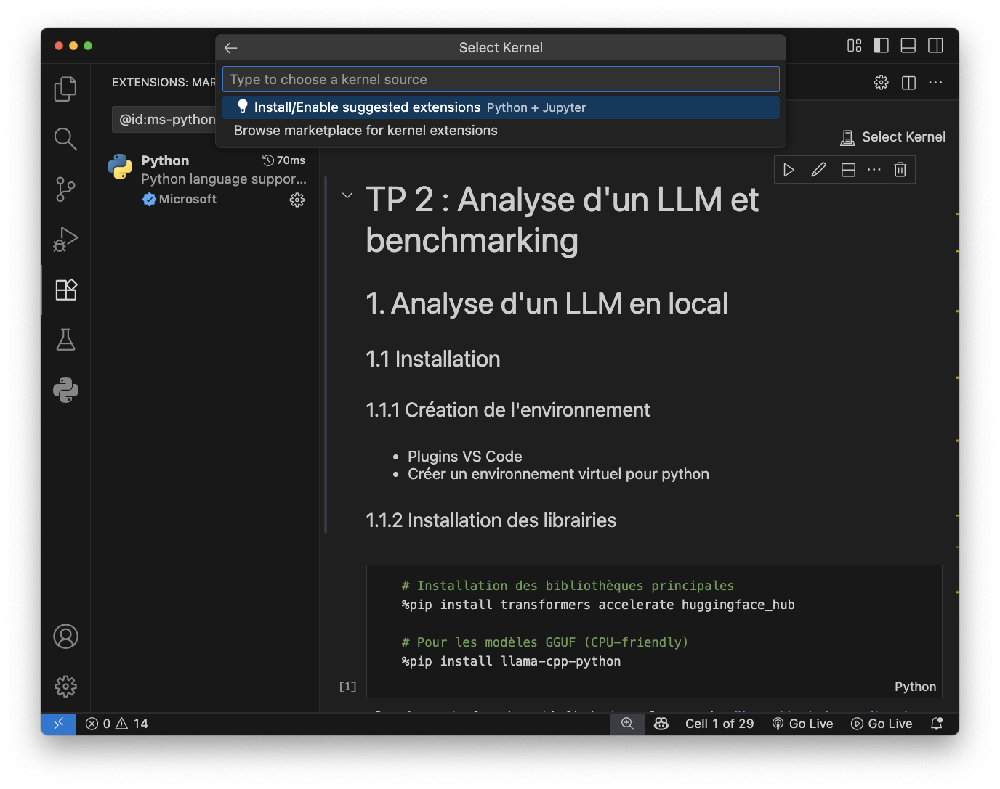 Select Kernel
Type to choose a kernel source
Install/Enable suggested extensions Python + Jupyter
Browse marketplace for kernel extensions
EXTENSIONS: MAR
@id:ms-python
Python 70ms
Python language suppor...
Microsoft
Select Kernel
TP 2 : Analyse d'un LLM et
benchmarking
1. Analyse d'un LLM en local
1.1 Installation
1.1.1 Création de l'environnement
• Plugins VS Code
• Créer un environnement virtuel pour python
1.1.2 Installation des librairies
# Installation des bibliothèques principales
%pip install transformers accelerate huggingface_hub
# Pour les modèles GGUF (CPU-friendly)
%pip install llama-cpp-python
[1]
Python
0 14
Cell 1 of 29 Go Live Go Live